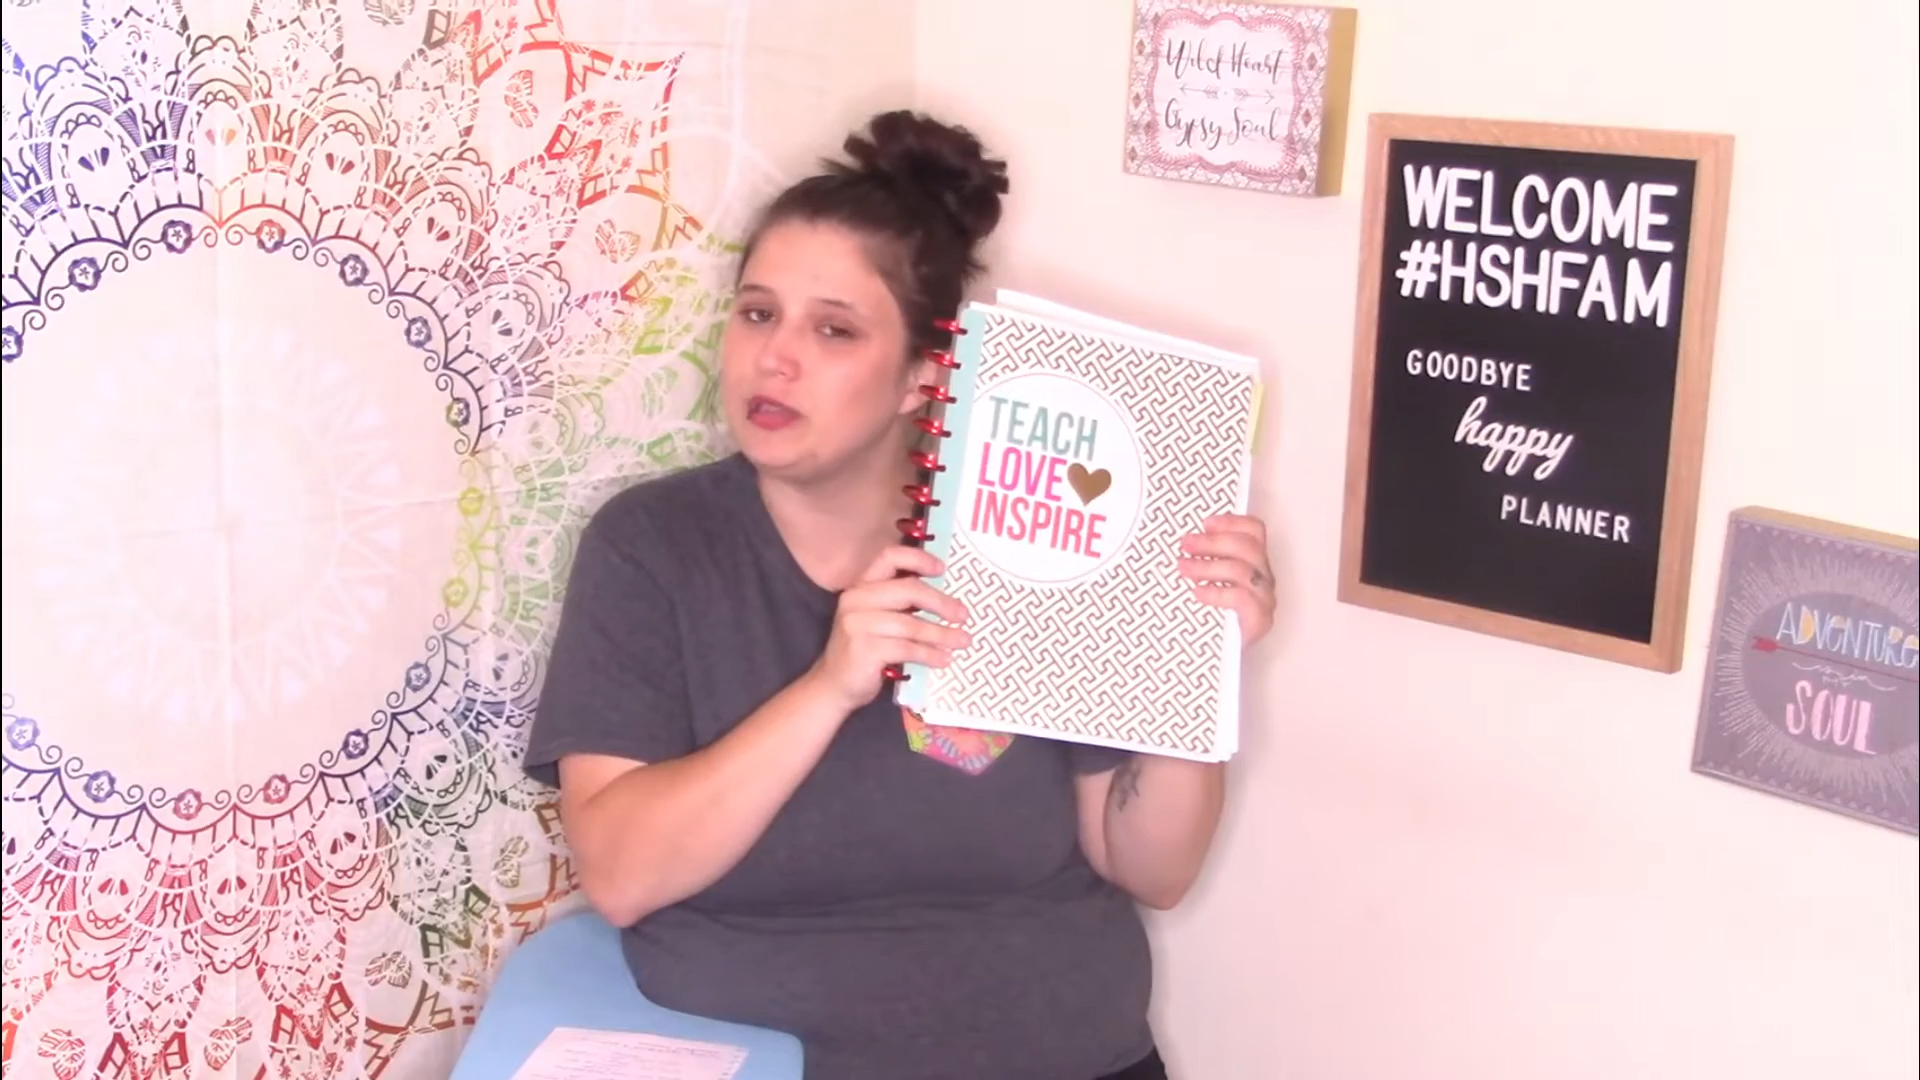 Wild Heart
Gypsy Soul
WELCOME
#HSHFAM
GOODBYE
happy
PLANNER
TEACH
LOVE
INSPIRE
ADVENTURE
SOUL